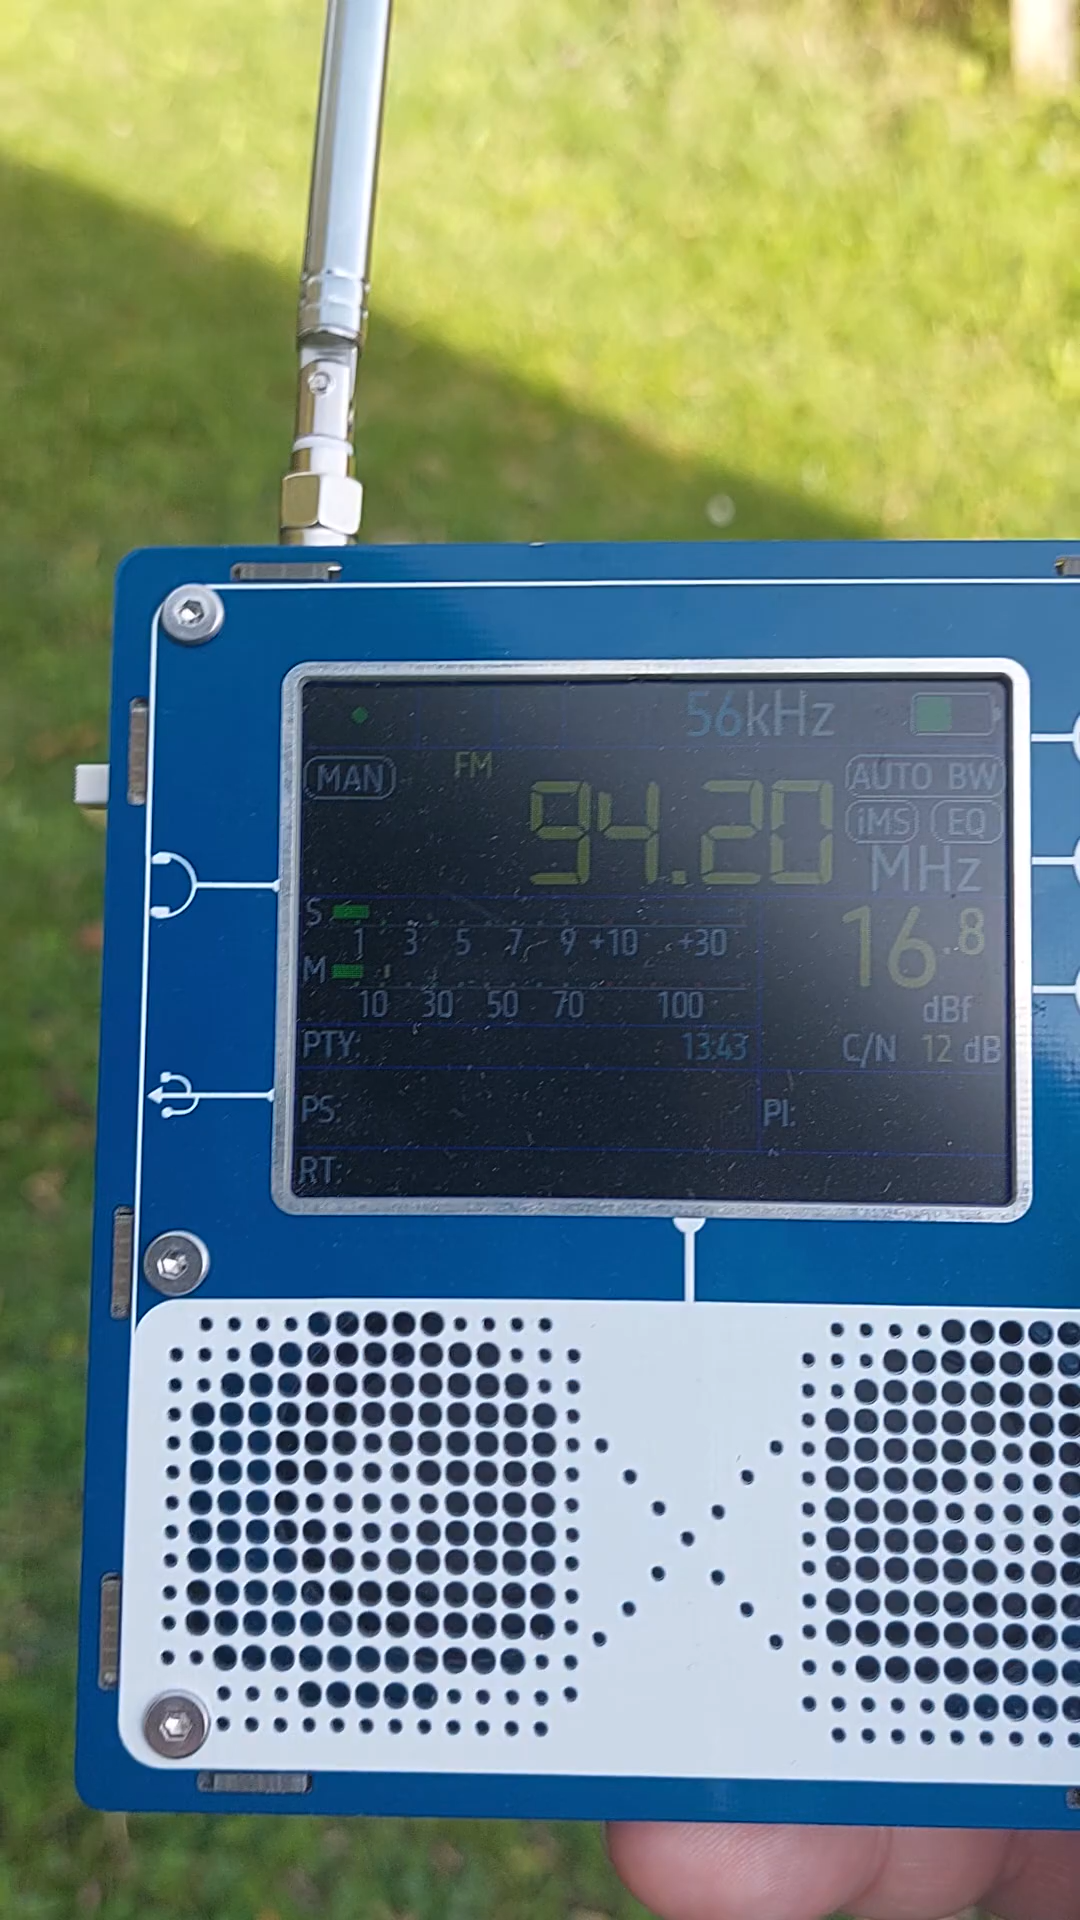 56kHz
MAN FM 94.20 AUTO BW
iMS EQ
MHz
S
1 3 5 7 9 +10 +30
M
10 30 50 70 100
16.8
dBf
PTY: 13:43 C/N 12 dB
PS: PI:
RT: